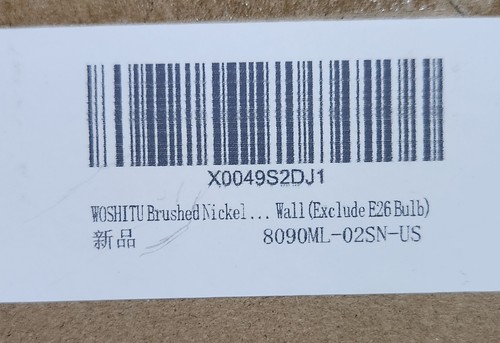 X0049S2DJ1
WOSHITU Brushed Nickel... Wall(Exclude E26 Bulb)
新品 8090ML-02SN-US